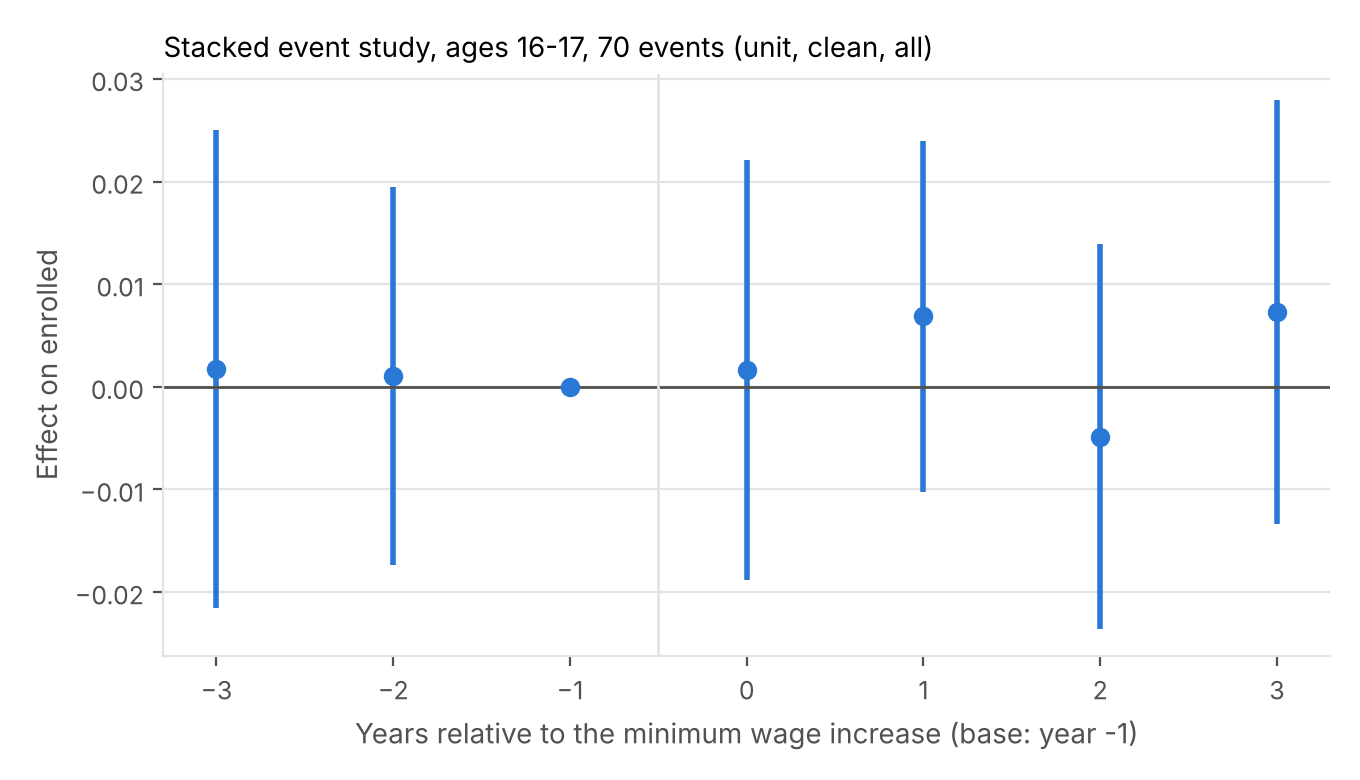 Stacked event study, ages 16-17, 70 events (unit, clean, all)
0.03
0.02
0.01
0.00
−0.01
−0.02
Effect on enrolled
−3 −2 −1 0 1 2 3
Years relative to the minimum wage increase (base: year -1)